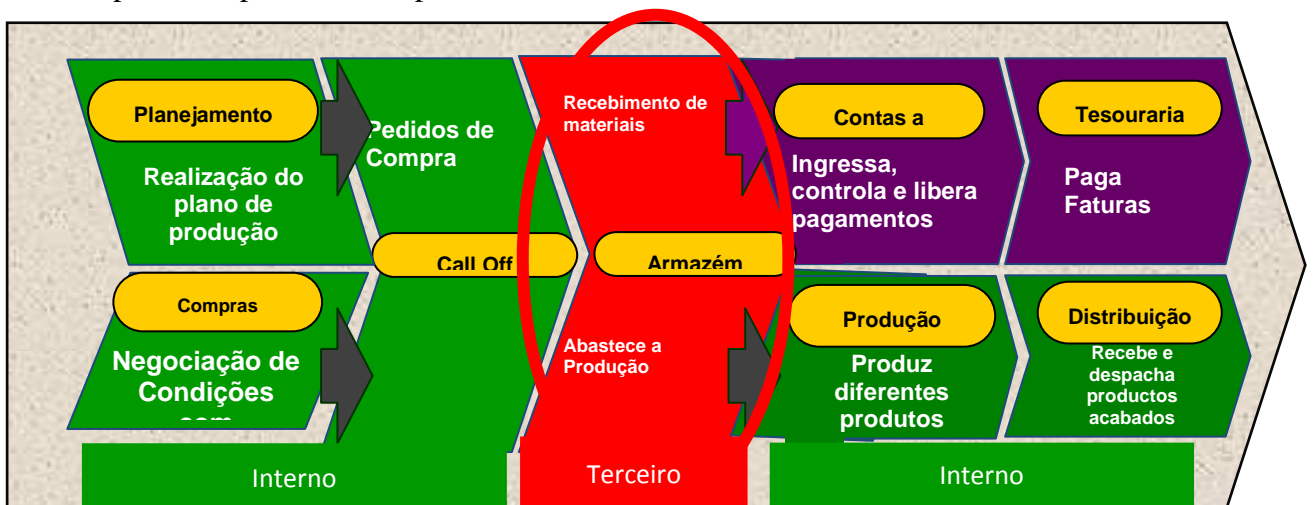 Planejamento
Realização do
plano de
produção
Pedidos de
Compra
Recebimento de
materiais
Contas a
Ingressa,
controla e libera
pagamentos
Tesouraria
Paga
Faturas
Call Off
Armazém
Compras
Negociação de
Condições
com
Abastece a
Produção
Produção
Produz
diferentes
produtos
Distribuição
Recebe e
despacha
productos
acabados
Interno
Terceiro
Interno